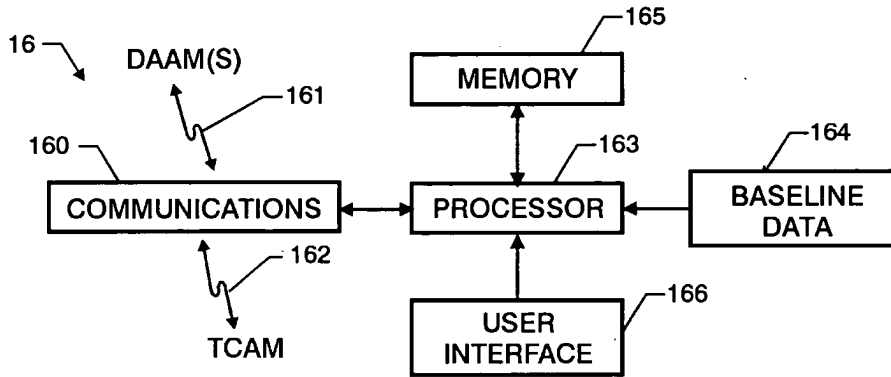 16
DAAM(S)
161
165
MEMORY
160
COMMUNICATIONS
163
PROCESSOR
164
BASELINE
DATA
162
TCAM
166
USER
INTERFACE